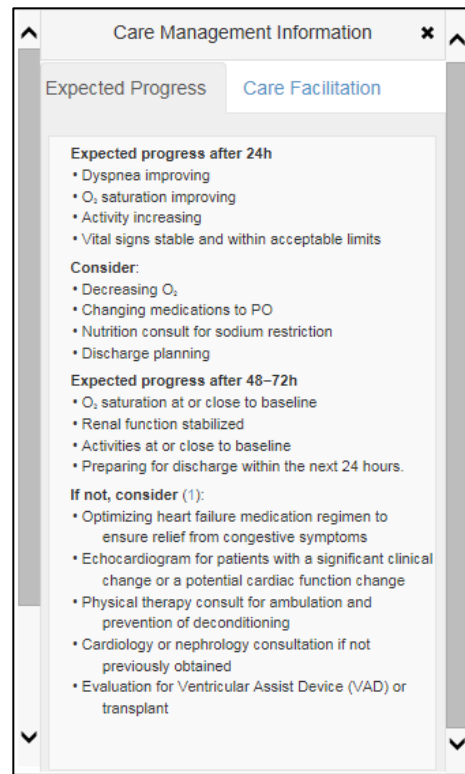 Care Management Information ✖
Expected Progress
Care Facilitation
Expected progress after 24h
• Dyspnea improving
• O₂ saturation improving
• Activity increasing
• Vital signs stable and within acceptable limits
Consider:
• Decreasing O₂
• Changing medications to PO
• Nutrition consult for sodium restriction
• Discharge planning
Expected progress after 48–72h
• O₂ saturation at or close to baseline
• Renal function stabilized
• Activities at or close to baseline
• Preparing for discharge within the next 24 hours.
If not, consider (1):
• Optimizing heart failure medication regimen to
ensure relief from congestive symptoms
• Echocardiogram for patients with a significant clinical
change or a potential cardiac function change
• Physical therapy consult for ambulation and
prevention of deconditioning
• Cardiology or nephrology consultation if not
previously obtained
• Evaluation for Ventricular Assist Device (VAD) or
transplant